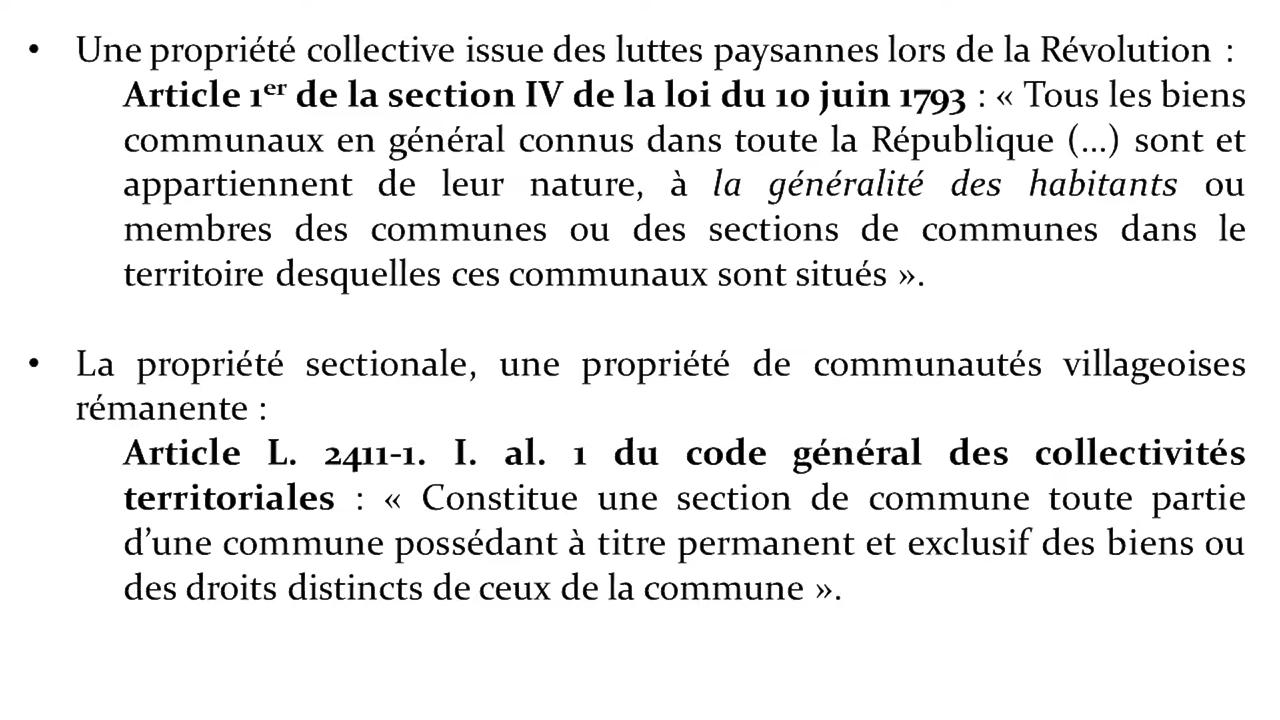 • Une propriété collective issue des luttes paysannes lors de la Révolution :
Article 1er de la section IV de la loi du 10 juin 1793 : « Tous les biens
communaux en général connus dans toute la République (…) sont et
appartiennent de leur nature, à la généralité des habitants ou
membres des communes ou des sections de communes dans le
territoire desquelles ces communaux sont situés ».
• La propriété sectionale, une propriété de communautés villageoises
rémanente :
Article L. 2411-1. I. al. 1 du code général des collectivités
territoriales : « Constitue une section de commune toute partie
d’une commune possédant à titre permanent et exclusif des biens ou
des droits distincts de ceux de la commune ».